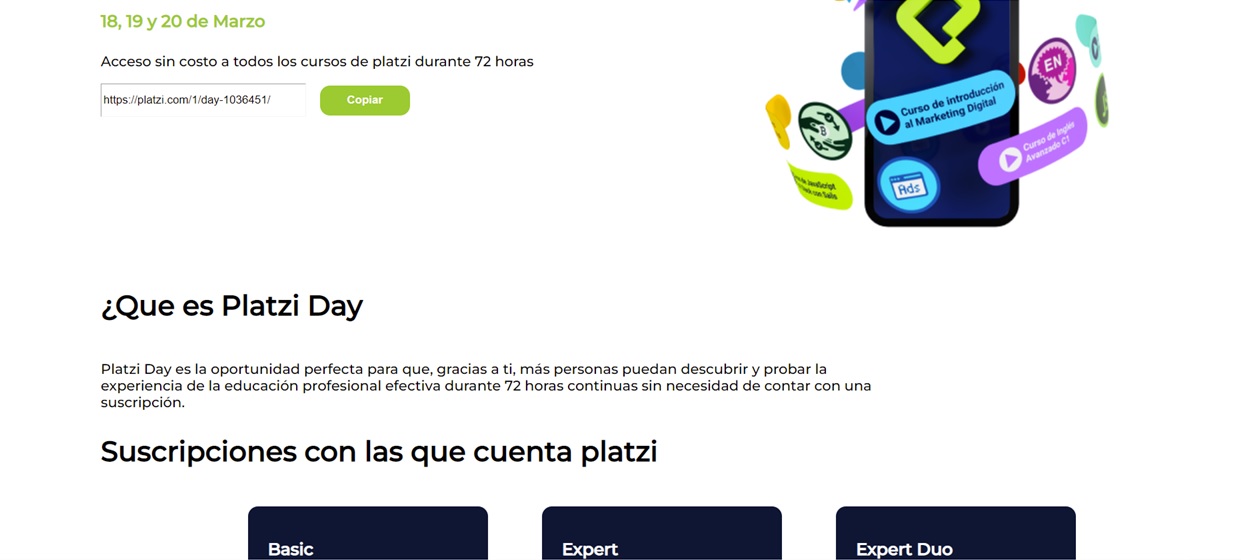 18, 19 y 20 de Marzo
Acceso sin costo a todos los cursos de platzi durante 72 horas
https://platzi.com/1/day-1036451/
Copiar
EN
Curso de introducción
al Marketing Digital
Curso de Inglés
Avanzado C1
de JavaScript
con Sails
Ads
¿Que es Platzi Day
Platzi Day es la oportunidad perfecta para que, gracias a ti, más personas puedan descubrir y probar la
experiencia de la educación profesional efectiva durante 72 horas continuas sin necesidad de contar con una
suscripción.
Suscripciones con las que cuenta platzi
Basic
Expert
Expert Duo